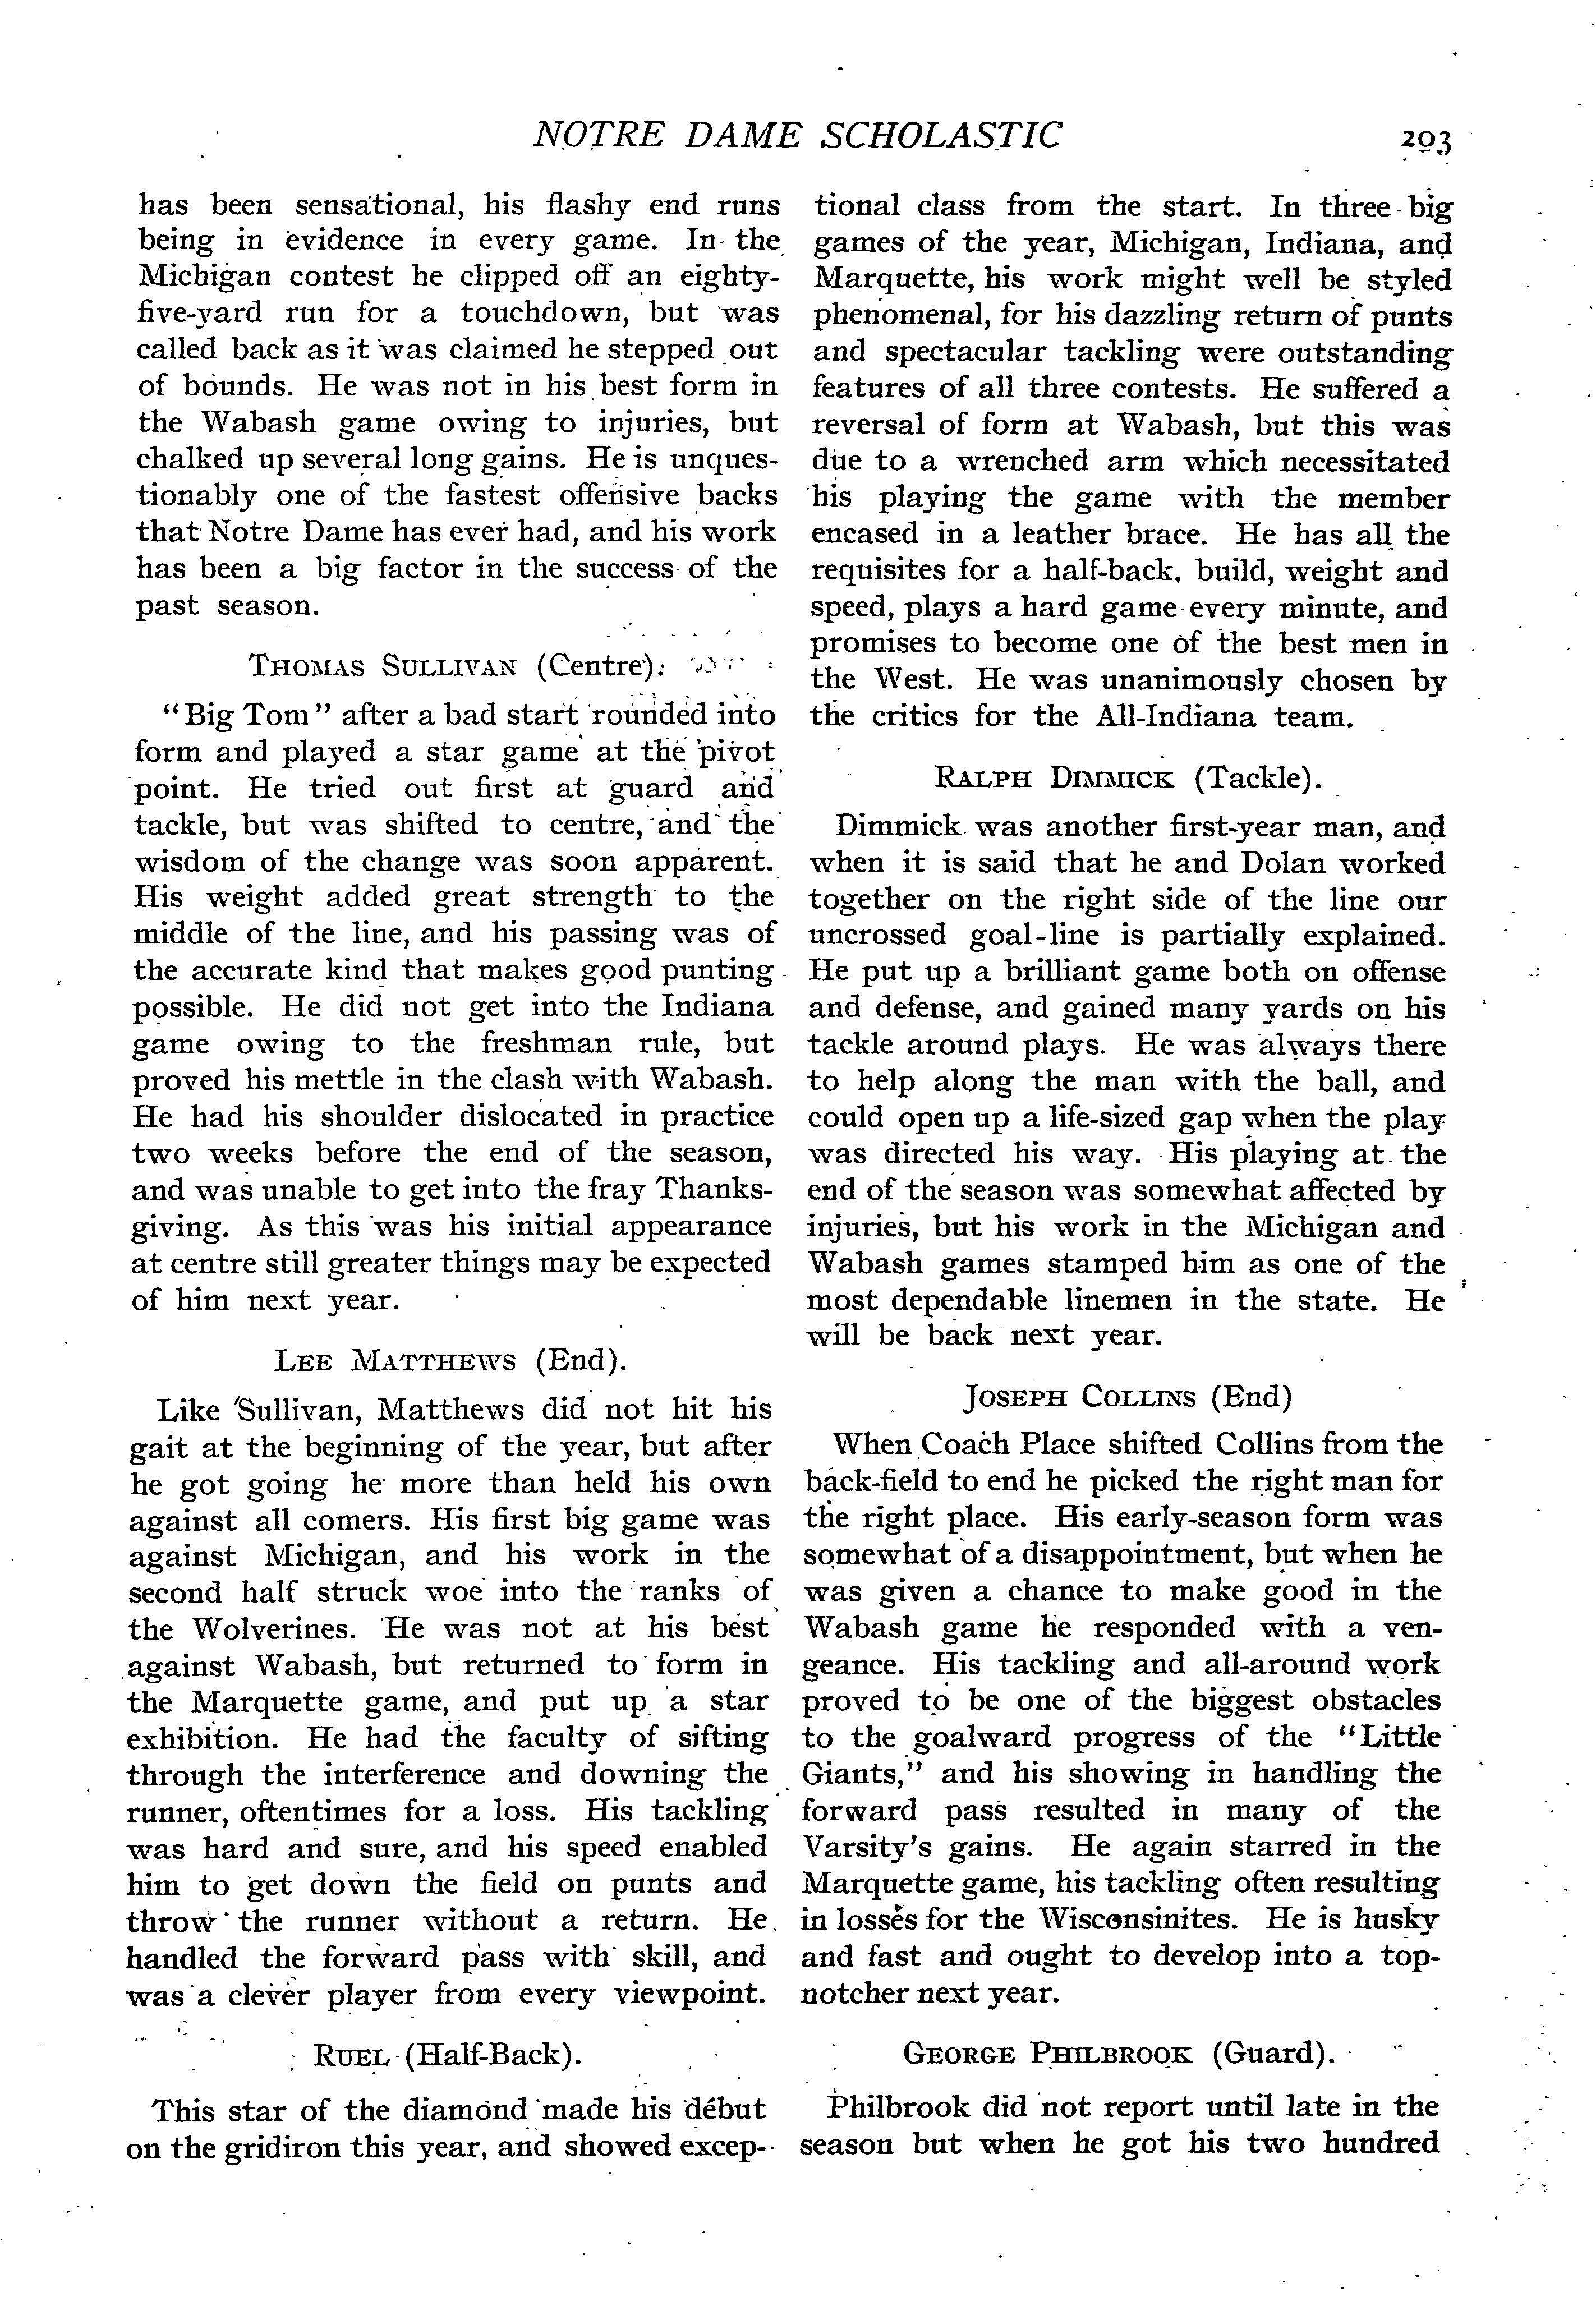 NOTRE DAME SCHOLASTIC 203
has been sensational, his flashy end runs
being in evidence in every game. In the
Michigan contest he clipped off an eighty-
five-yard run for a touchdown, but was
called back as it was claimed he stepped out
of bounds. He was not in his best form in
the Wabash game owing to injuries, but
chalked up several long gains. He is unques-
tionably one of the fastest offensive backs
that Notre Dame has ever had, and his work
has been a big factor in the success of the
past season.
THOMAS SULLIVAN (Centre).
"Big Tom" after a bad start rounded into
form and played a star game at the pivot
point. He tried out first at guard and
tackle, but was shifted to centre, and the
wisdom of the change was soon apparent.
His weight added great strength to the
middle of the line, and his passing was of
the accurate kind that makes good punting
possible. He did not get into the Indiana
game owing to the freshman rule, but
proved his mettle in the clash with Wabash.
He had his shoulder dislocated in practice
two weeks before the end of the season,
and was unable to get into the fray Thanks-
giving. As this was his initial appearance
at centre still greater things may be expected
of him next year.
LEE MATTHEWS (End).
Like Sullivan, Matthews did not hit his
gait at the beginning of the year, but after
he got going he more than held his own
against all comers. His first big game was
against Michigan, and his work in the
second half struck woe into the ranks of
the Wolverines. He was not at his best
against Wabash, but returned to form in
the Marquette game, and put up a star
exhibition. He had the faculty of sifting
through the interference and downing the
runner, oftentimes for a loss. His tackling
was hard and sure, and his speed enabled
him to get down the field on punts and
throw the runner without a return. He
handled the forward pass with skill, and
was a clever player from every viewpoint.
RUEL (Half-Back).
This star of the diamond made his début
on the gridiron this year, and showed excep-
tional class from the start. In three big
games of the year, Michigan, Indiana, and
Marquette, his work might well be styled
phenomenal, for his dazzling return of punts
and spectacular tackling were outstanding
features of all three contests. He suffered a
reversal of form at Wabash, but this was
due to a wrenched arm which necessitated
his playing the game with the member
encased in a leather brace. He has all the
requisites for a half-back, build, weight and
speed, plays a hard game every minute, and
promises to become one of the best men in
the West. He was unanimously chosen by
the critics for the All-Indiana team.
RALPH DIMMICK (Tackle).
Dimmick was another first-year man, and
when it is said that he and Dolan worked
together on the right side of the line our
uncrossed goal-line is partially explained.
He put up a brilliant game both on offense
and defense, and gained many yards on his
tackle around plays. He was always there
to help along the man with the ball, and
could open up a life-sized gap when the play
was directed his way. His playing at the
end of the season was somewhat affected by
injuries, but his work in the Michigan and
Wabash games stamped him as one of the
most dependable linemen in the state. He
will be back next year.
JOSEPH COLLINS (End)
When Coach Place shifted Collins from the
back-field to end he picked the right man for
the right place. His early-season form was
somewhat of a disappointment, but when he
was given a chance to make good in the
Wabash game he responded with a ven-
geance. His tackling and all-around work
proved to be one of the biggest obstacles
to the goalward progress of the "Little
Giants," and his showing in handling the
forward pass resulted in many of the
Varsity's gains. He again starred in the
Marquette game, his tackling often resulting
in losses for the Wisconsinites. He is husky
and fast and ought to develop into a top-
notcher next year.
GEORGE PHILBROOK (Guard).
Philbrook did not report until late in the
season but when he got his two hundred